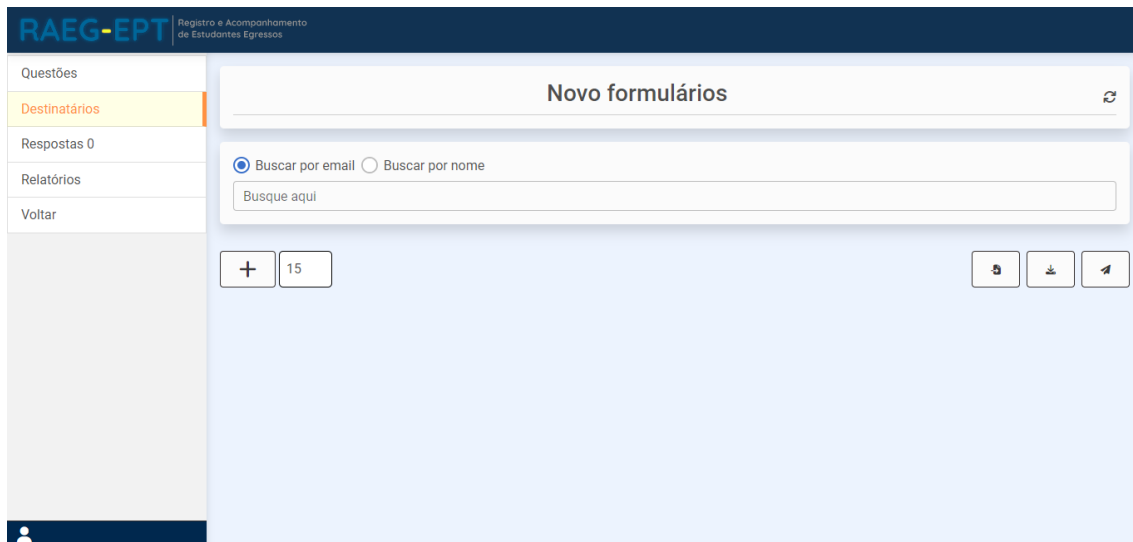 RAEG-EPT
Registro e Acompanhamento
de Estudantes Egressos
Questões
Destinatários
Respostas 0
Relatórios
Voltar
Novo formulários
Buscar por email Buscar por nome
Busque aqui
15